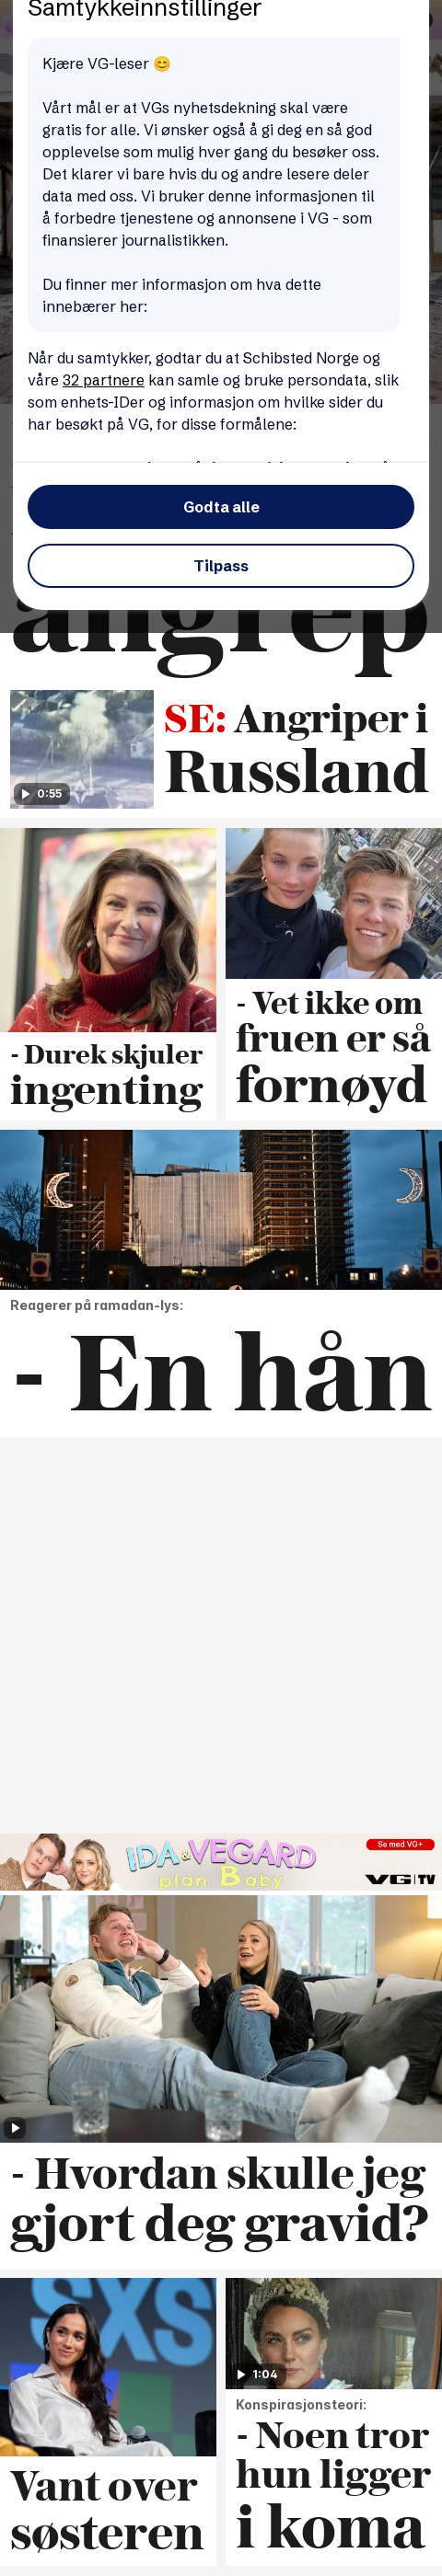 Samtykkeinnstillinger
Kjære VG-leser 😊
Vårt mål er at VGs nyhetsdekning skal være
gratis for alle. Vi ønsker også å gi deg en så god
opplevelse som mulig hver gang du besøker oss.
Det klarer vi bare hvis du og andre lesere deler
data med oss. Vi bruker denne informasjonen til
å forbedre tjenestene og annonsene i VG - som
finansierer journalistikken.
Du finner mer informasjon om hva dette
innebærer her:
Når du samtykker, godtar du at Schibsted Norge og
våre 32 partnere kan samle og bruke persondata, slik
som enhets-IDer og informasjon om hvilke sider du
har besøkt på VG, for disse formålene:
Godta alle
Tilpass
angrep
SE: Angriper i
Russland
0:55
- Durek skjuler
ingenting
- Vet ikke om
fruen er så
fornøyd
Reagerer på ramadan-lys:
- En hån
IDA & VEGARD
plan Baby
Se med VG+
VG|TV
- Hvordan skulle jeg
gjort deg gravid?
SXS
Vant over
søsteren
1:04
Konspirasjonsteori:
- Noen tror
hun ligger
i koma